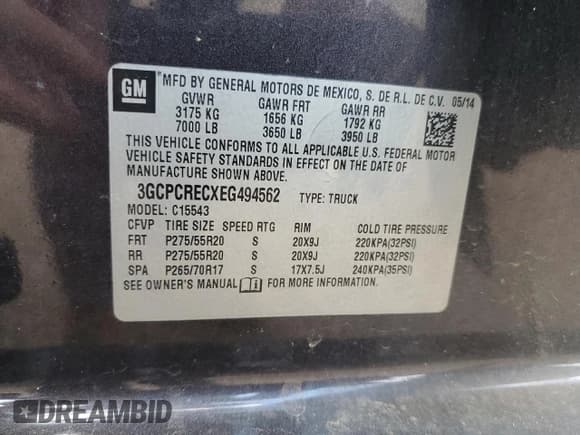 GM
MFD BY GENERAL MOTORS DE MEXICO, S. DE R.L. DE C.V. 05/14
GVWR GAWR FRT GAWR RR
3175 KG 1656 KG 1792 KG
7000 LB 3650 LB 3950 LB
THIS VEHICLE CONFORMS TO ALL APPLICABLE U.S. FEDERAL MOTOR
VEHICLE SAFETY STANDARDS IN EFFECT ON THE DATE OF
MANUFACTURE SHOWN ABOVE.
3GCPCRECXEG494562 TYPE: TRUCK
MODEL: C15543
CFVP TIRE SIZE SPEED RTG RIM COLD TIRE PRESSURE
FRT P275/55R20 S 20X9J 220KPA(32PSI)
RR P275/55R20 S 20X9J 220KPA(32PSI)
SPA P265/70R17 S 17X7.5J 240KPA(35PSI)
SEE OWNER'S MANUAL FOR MORE INFORMATION.
DREAMBID